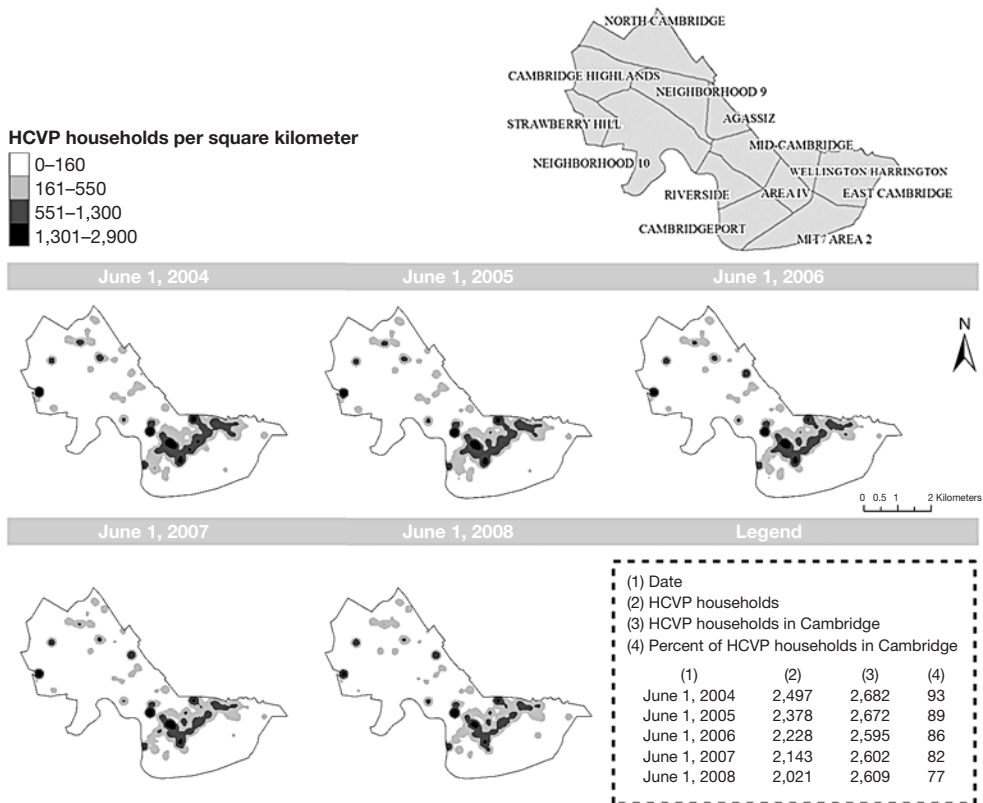 NORTH CAMBRIDGE
CAMBRIDGE HIGHLANDS
NEIGHBORHOOD 9
AGASSIZ
STRAWBERRY HILL
MID-CAMBRIDGE
NEIGHBORHOOD 10
WELLINGTON HARRINGTON
RIVERSIDE
AREA IV
EAST CAMBRIDGE
CAMBRIDGEPORT
MIT / AREA 2
HCVP households per square kilometer
0–160
161–550
551–1,300
1,301–2,900
June 1, 2004 June 1, 2005 June 1, 2006
N
0 0.5 1 2 Kilometers
June 1, 2007 June 1, 2008 Legend
(1) Date
(2) HCVP households
(3) HCVP households in Cambridge
(4) Percent of HCVP households in Cambridge
(1) (2) (3) (4)
June 1, 2004 2,497 2,682 93
June 1, 2005 2,378 2,672 89
June 1, 2006 2,228 2,595 86
June 1, 2007 2,143 2,602 82
June 1, 2008 2,021 2,609 77